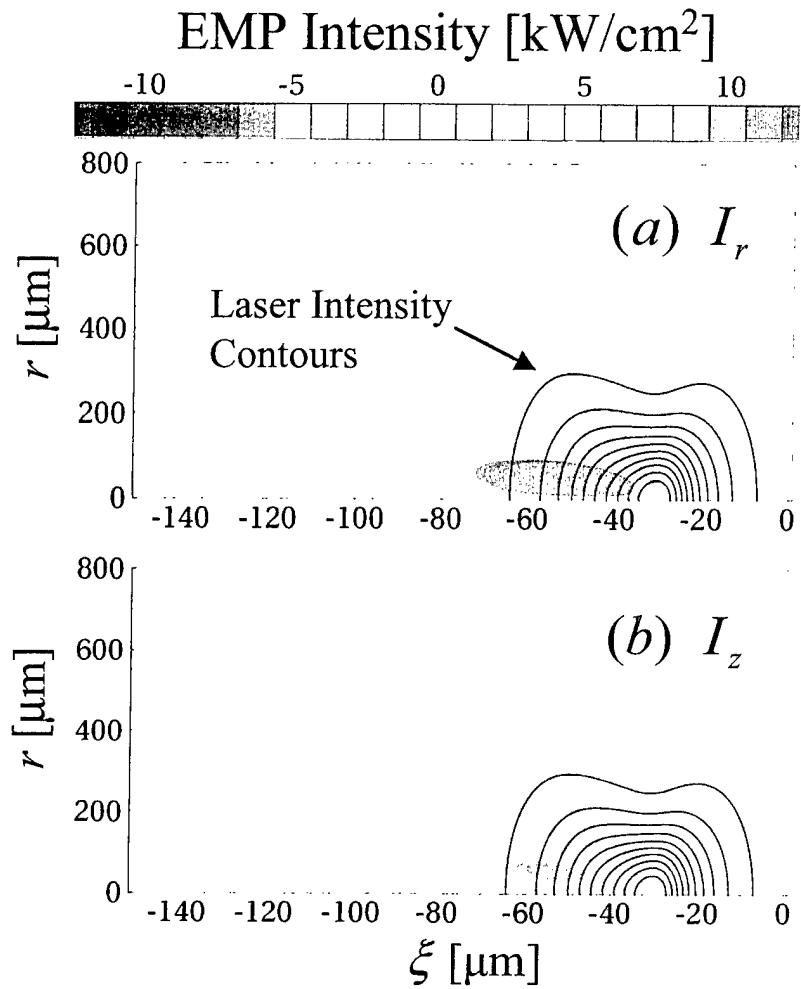 EMP Intensity [kW/cm²]
-10 -5 0 5 10
800
(a) I_r
600
r [μm]
Laser Intensity
Contours
400
200
0
-140 -120 -100 -80 -60 -40 -20 0
800
(b) I_z
600
r [μm]
400
200
0
-140 -120 -100 -80 -60 -40 -20 0
ξ [μm]